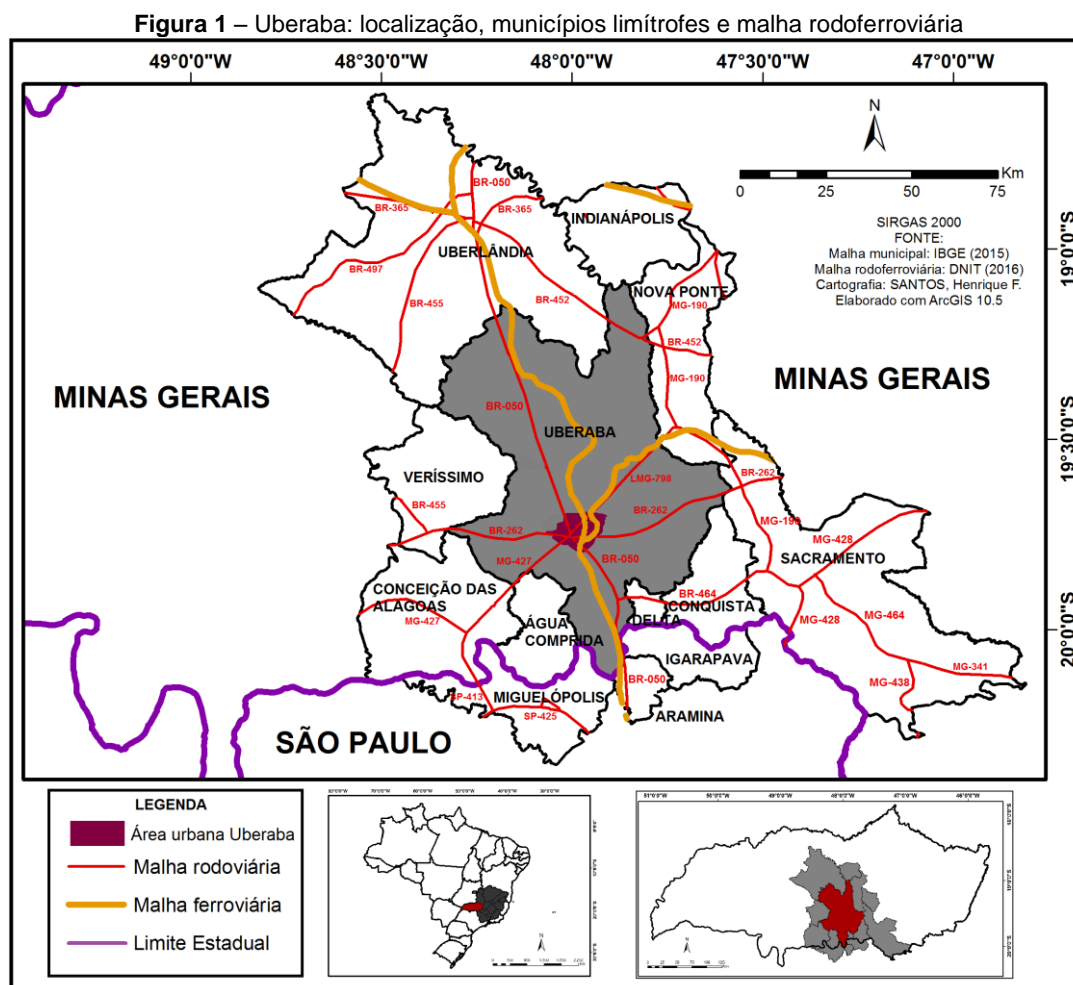 Figura 1 – Uberaba: localização, municípios limítrofes e malha rodoferroviária
49°0'0"W 48°30'0"W 48°0'0"W 47°30'0"W 47°0'0"W
N
0 25 50 75 Km
SIRGAS 2000
FONTE:
Malha municipal: IBGE (2015)
Malha rodoferroviária: DNIT (2016)
Cartografia: SANTOS, Henrique F.
Elaborado com ArcGIS 10.5
19°0'0"S
19°30'0"S
20°0'0"S
BR-050
BR-365
BR-365
INDIANÁPOLIS
UBERLÂNDIA
BR-497
BR-455
BR-452
NOVA PONTE
MG-190
BR-452
MG-190
MINAS GERAIS
MINAS GERAIS
BR-050
UBERABA
VERÍSSIMO
LMG-798
BR-262
BR-455
BR-262
BR-262
MG-190
MG-428
SACRAMENTO
MG-427
BR-050
CONCEIÇÃO DAS
ALAGOAS
MG-427
BR-464
CONQUISTA
DELTA
MG-428
MG-464
ÁGUA
COMPRIDA
IGARAPAVA
MG-341
MG-438
BR-050
MIGUELÓPOLIS
SP-413
SP-425
ARAMINA
SÃO PAULO
LEGENDA
Área urbana Uberaba
Malha rodoviária
Malha ferroviária
Limite Estadual
N
N